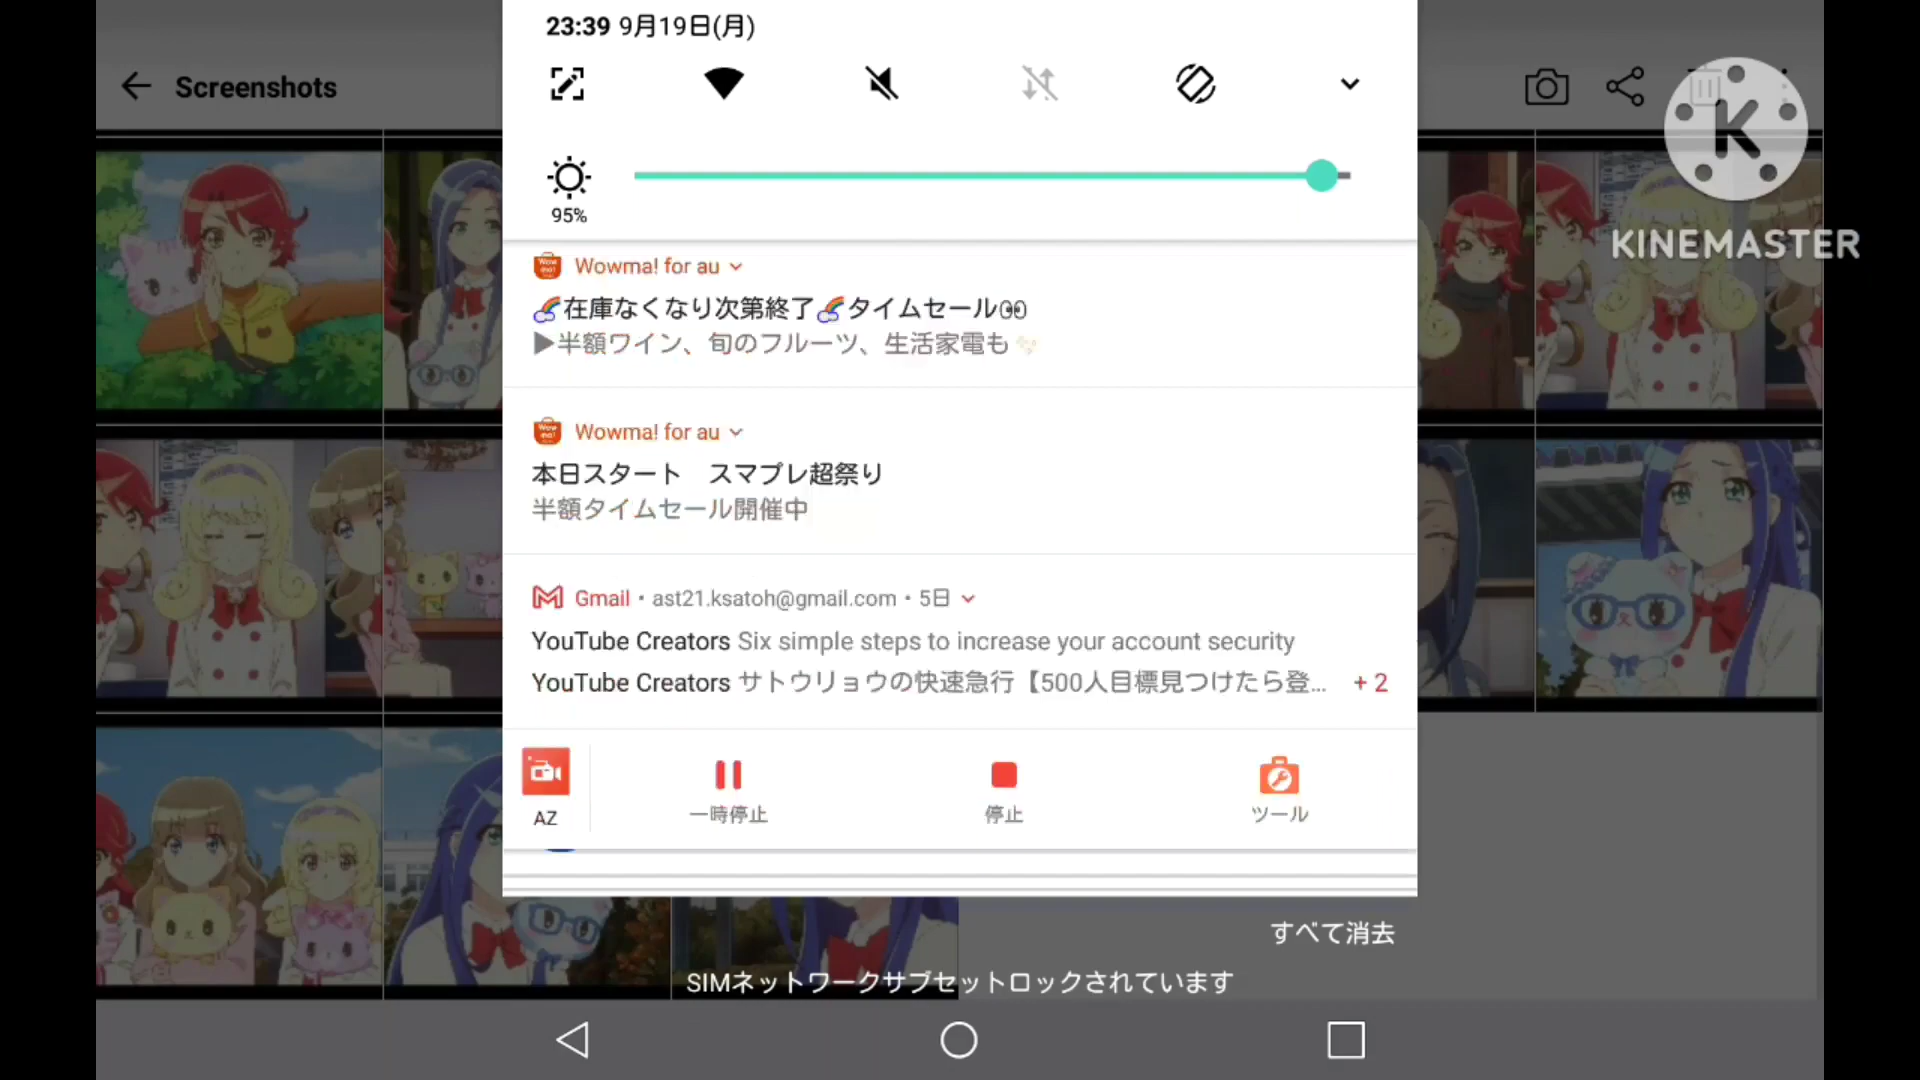 23:39 9月19日(月)
Screenshots
95%
KINEMASTER
Wowma! for au
🌈在庫なくなり次第終了🌈タイムセール👀
▶半額ワイン、旬のフルーツ、生活家電も✨
Wowma! for au
本日スタート　スマプレ超祭り
半額タイムセール開催中
Gmail・ast21.ksatoh@gmail.com・5日
YouTube Creators Six simple steps to increase your account security
YouTube Creators サトウリョウの快速急行【500人目標見つけたら登... + 2
AZ 一時停止 停止 ツール
すべて消去
SIMネットワークサブセットロックされています